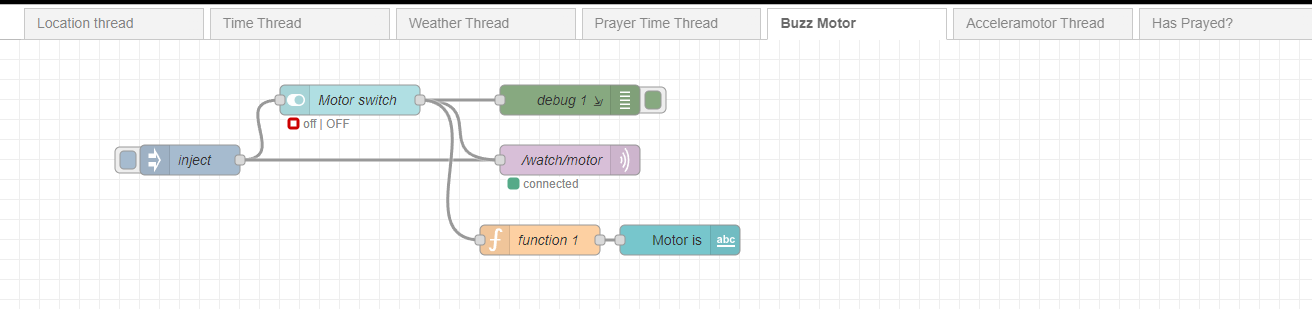 Location thread
Time Thread
Weather Thread
Prayer Time Thread
Buzz Motor
Acceleramotor Thread
Has Prayed?
Motor switch
debug 1
off | OFF
inject
/watch/motor
connected
function 1
Motor is
abc